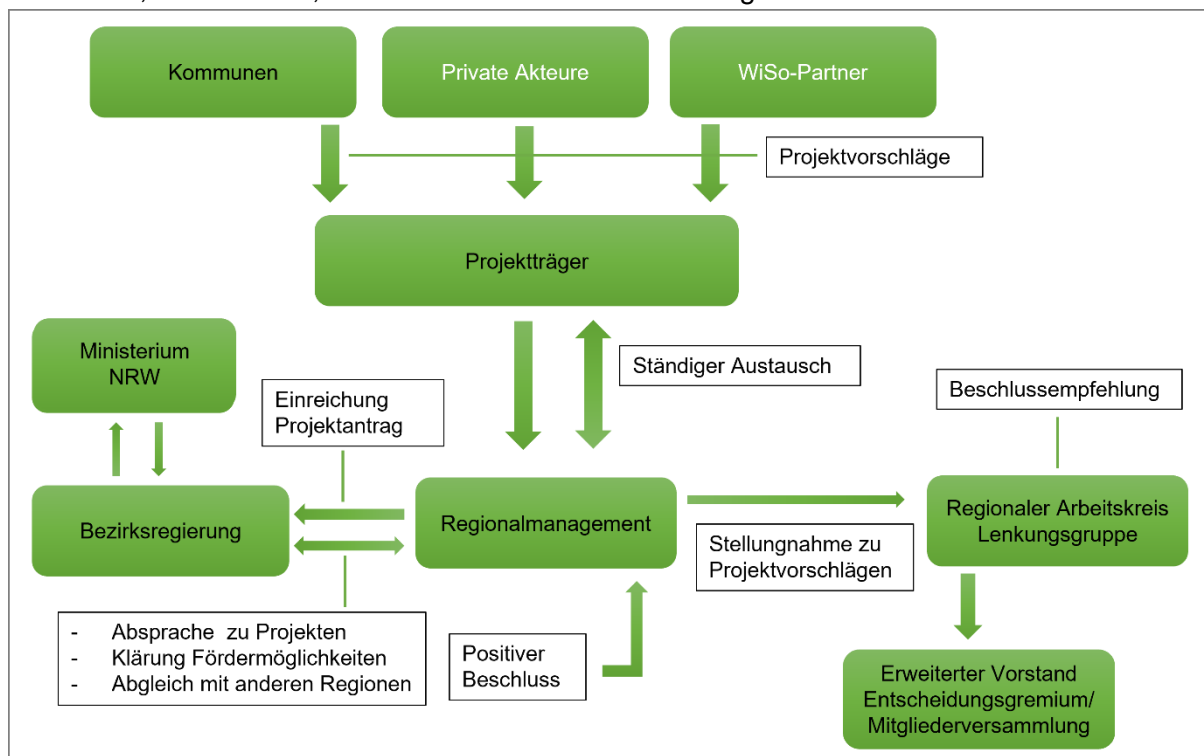 Kommunen
Private Akteure
WiSo-Partner
Projektvorschläge
Projektträger
Ministerium
NRW
Ständiger Austausch
Einreichung
Projektantrag
Beschlussempfehlung
Bezirksregierung
Regionalmanagement
Regionaler Arbeitskreis
Lenkungsgruppe
Stellungnahme zu
Projektvorschlägen
- Absprache zu Projekten
- Klärung Fördermöglichkeiten
- Abgleich mit anderen Regionen
Positiver
Beschluss
Erweiterter Vorstand
Entscheidungsgremium/
Mitgliederversammlung